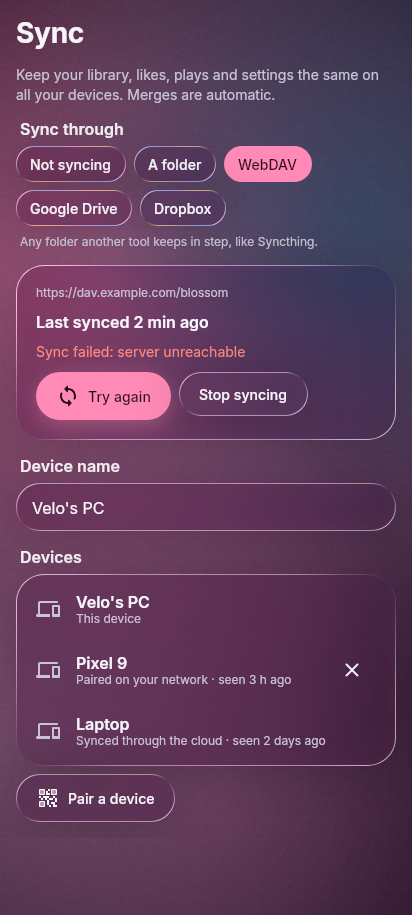 Sync
Keep your library, likes, plays and settings the same on
all your devices. Merges are automatic.
Sync through
Not syncing
A folder
WebDAV
Google Drive
Dropbox
Any folder another tool keeps in step, like Syncthing.
https://dav.example.com/blossom
Last synced 2 min ago
Sync failed: server unreachable
Try again
Stop syncing
Device name
Velo's PC
Devices
Velo's PC
This device
Pixel 9
Paired on your network · seen 3 h ago
Laptop
Synced through the cloud · seen 2 days ago
Pair a device